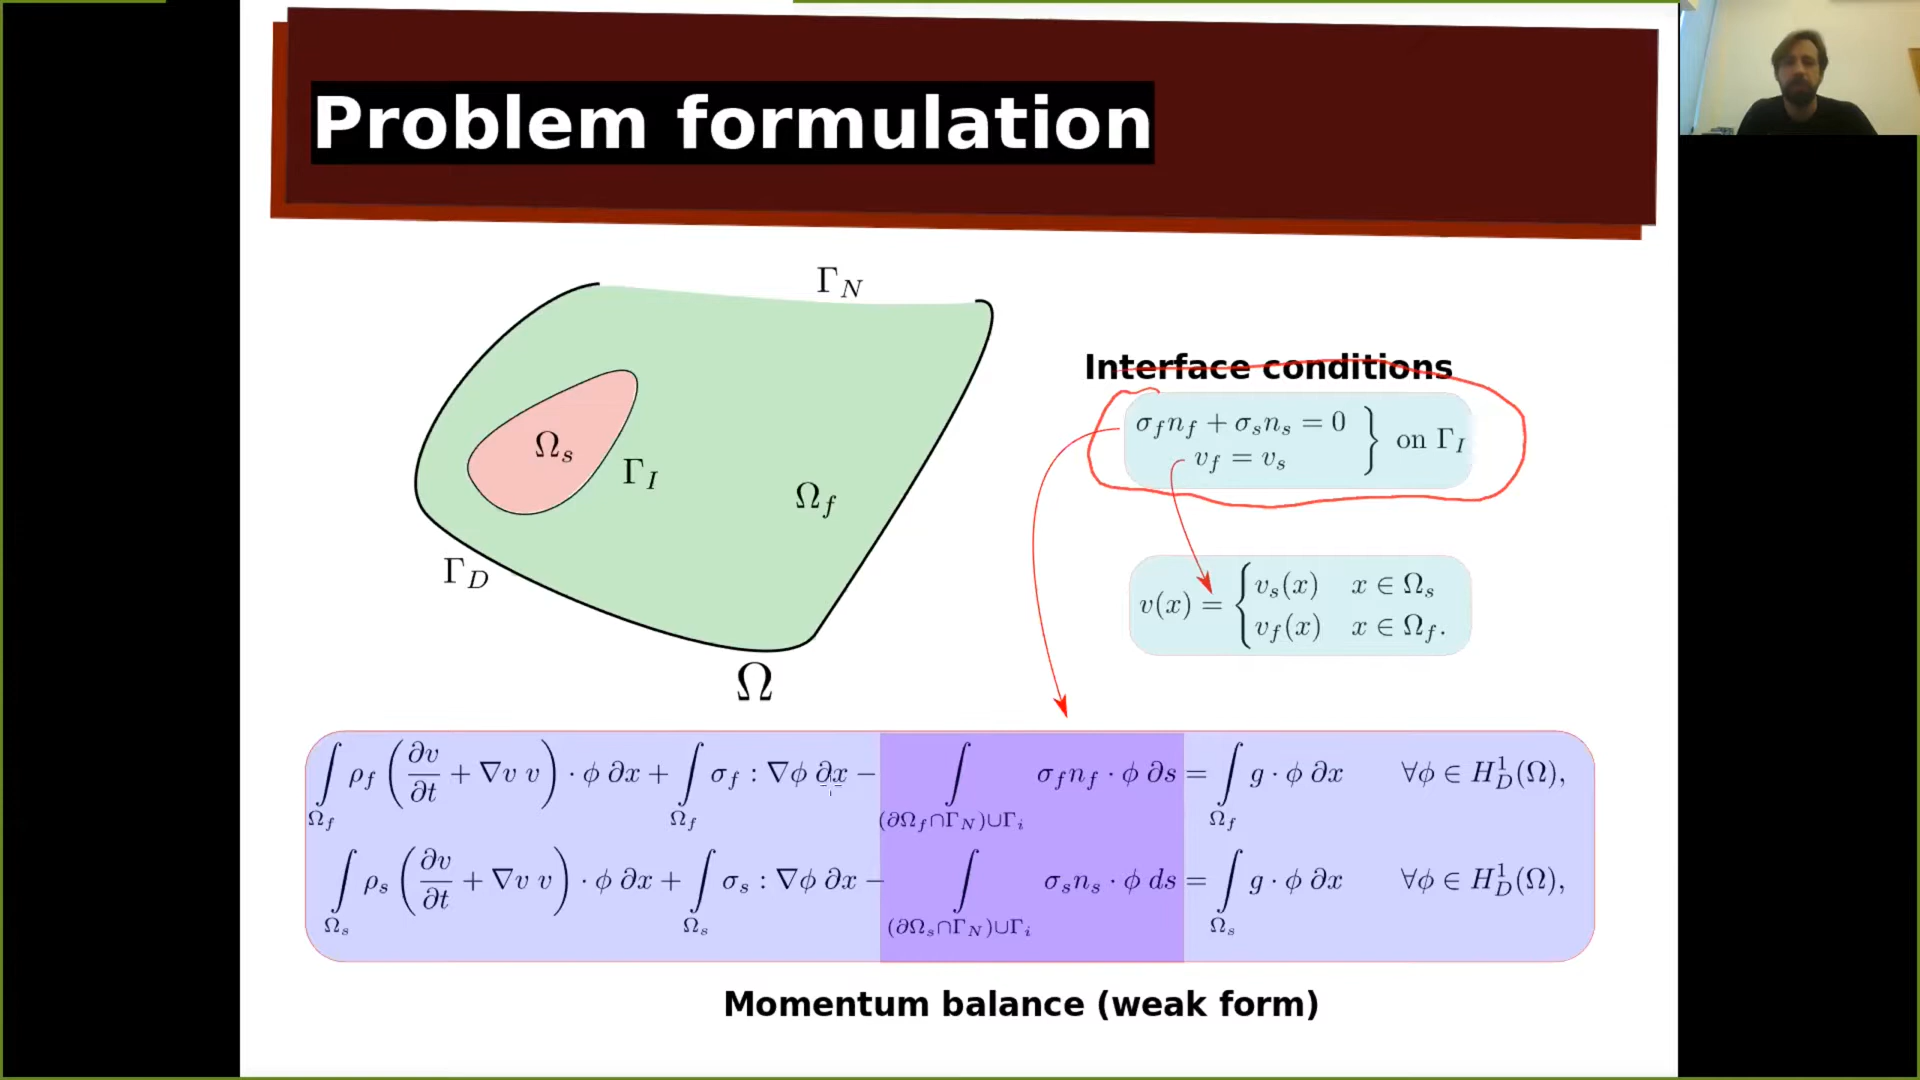 Problem formulation
Γ_N
Ω_s
Γ_I
Ω_f
Γ_D
Ω
Interface conditions
σ_f n_f + σ_s n_s = 0
v_f = v_s
} on Γ_I
v(x) = { v_s(x) x ∈ Ω_s
v_f(x) x ∈ Ω_f.
∫_{Ω_f} ρ_f (∂v/∂t + ∇v v) · ϕ ∂x + ∫_{Ω_f} σ_f : ∇ϕ ∂x − ∫_{(∂Ω_f∩Γ_N)∪Γ_i} σ_f n_f · ϕ ∂s = ∫_{Ω_f} g · ϕ ∂x ∀ϕ ∈ H^1_D(Ω),
∫_{Ω_s} ρ_s (∂v/∂t + ∇v v) · ϕ ∂x + ∫_{Ω_s} σ_s : ∇ϕ ∂x − ∫_{(∂Ω_s∩Γ_N)∪Γ_i} σ_s n_s · ϕ ds = ∫_{Ω_s} g · ϕ ∂x ∀ϕ ∈ H^1_D(Ω),
Momentum balance (weak form)